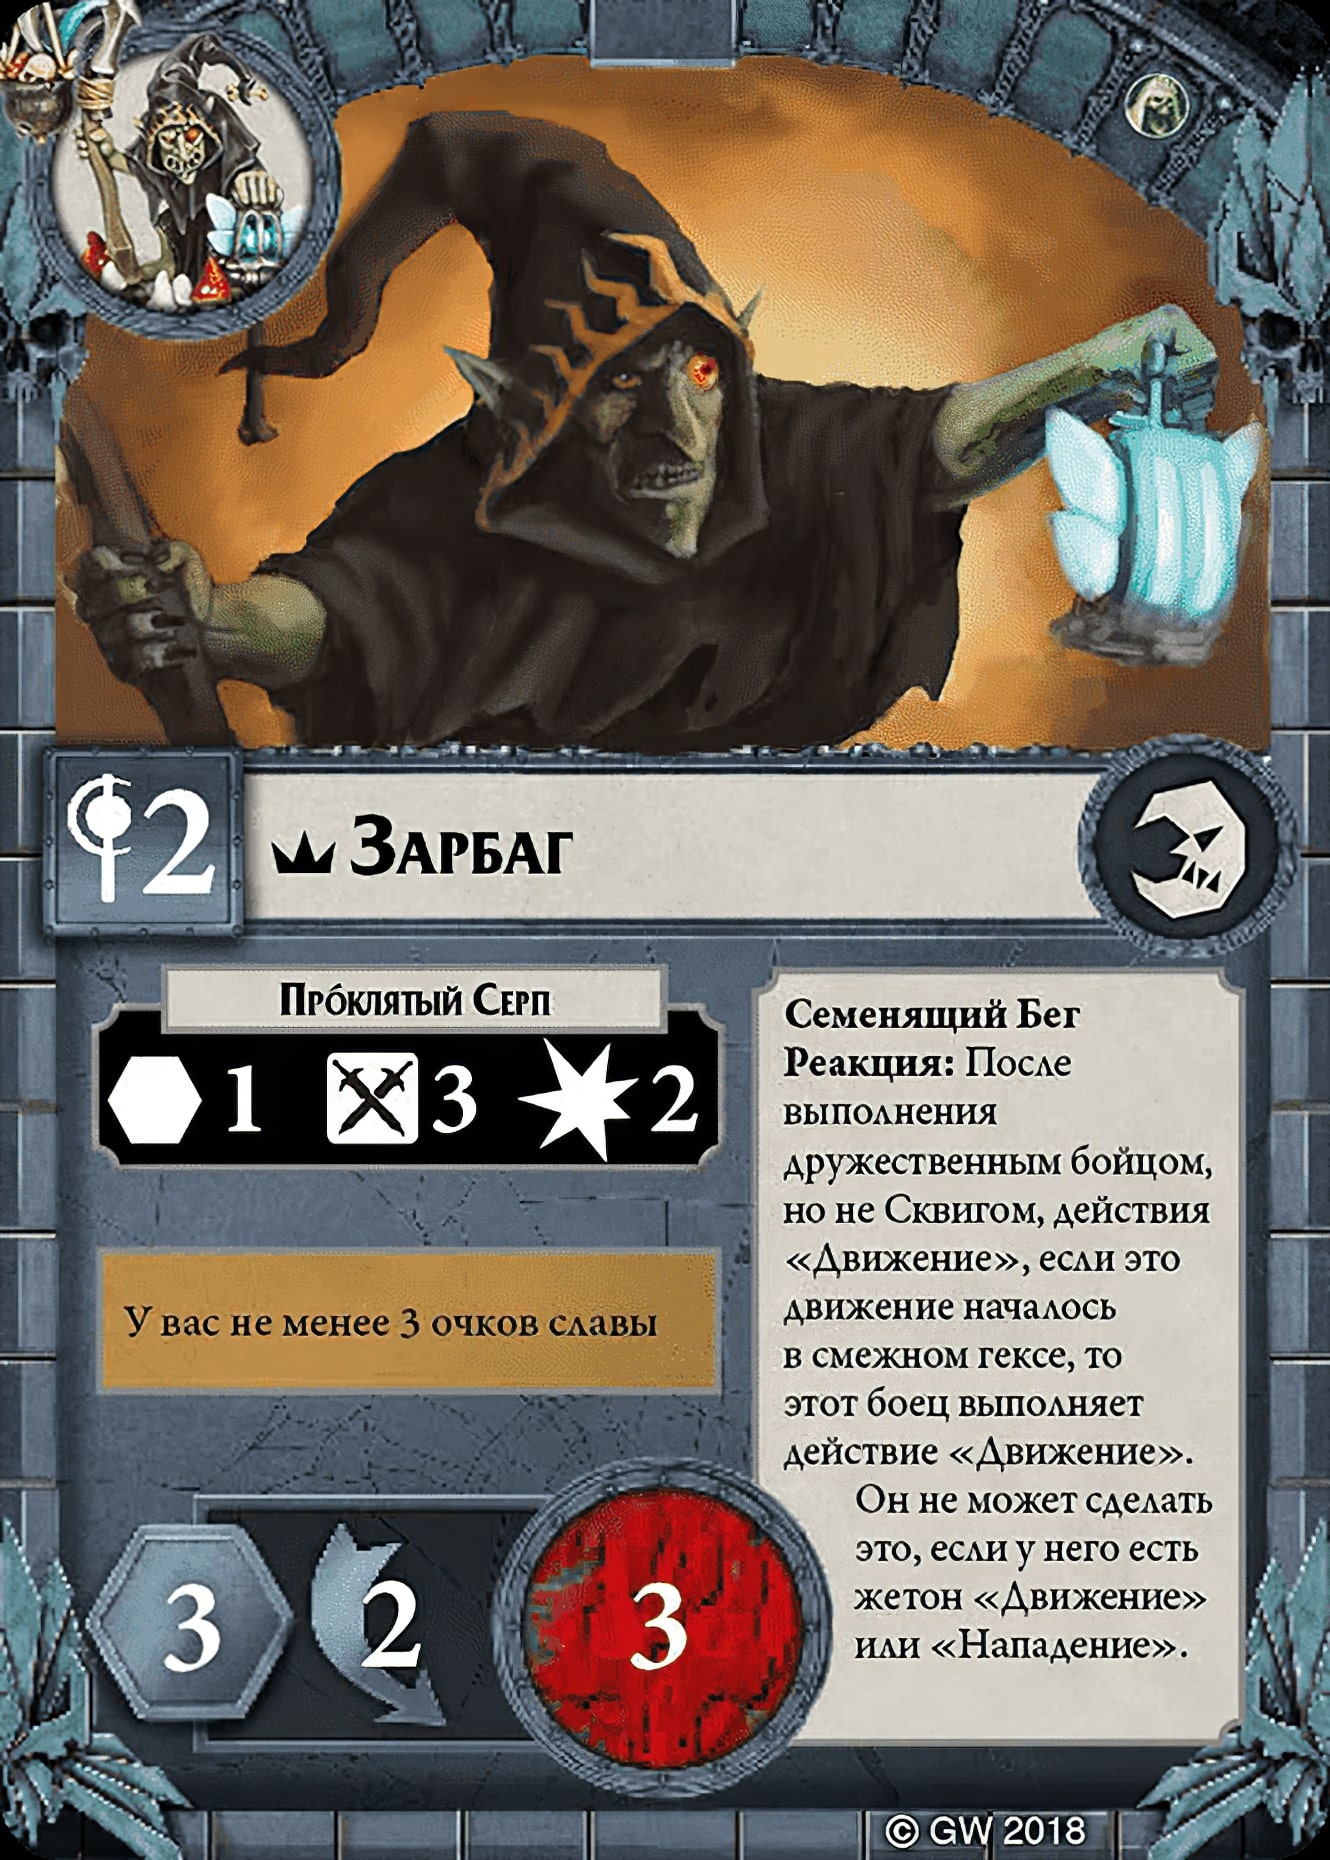 2
Зарбаг
Про́клятый Серп
1 3 2
У вас не менее 3 очков славы
3 2 3
Семенящий Бег
Реакция: После
выполнения
дружественным бойцом,
но не Сквигом, действия
«Движение», если это
движение началось
в смежном гексе, то
этот боец выполняет
действие «Движение».
Он не может сделать
это, если у него есть
жетон «Движение»
или «Нападение».
© GW 2018